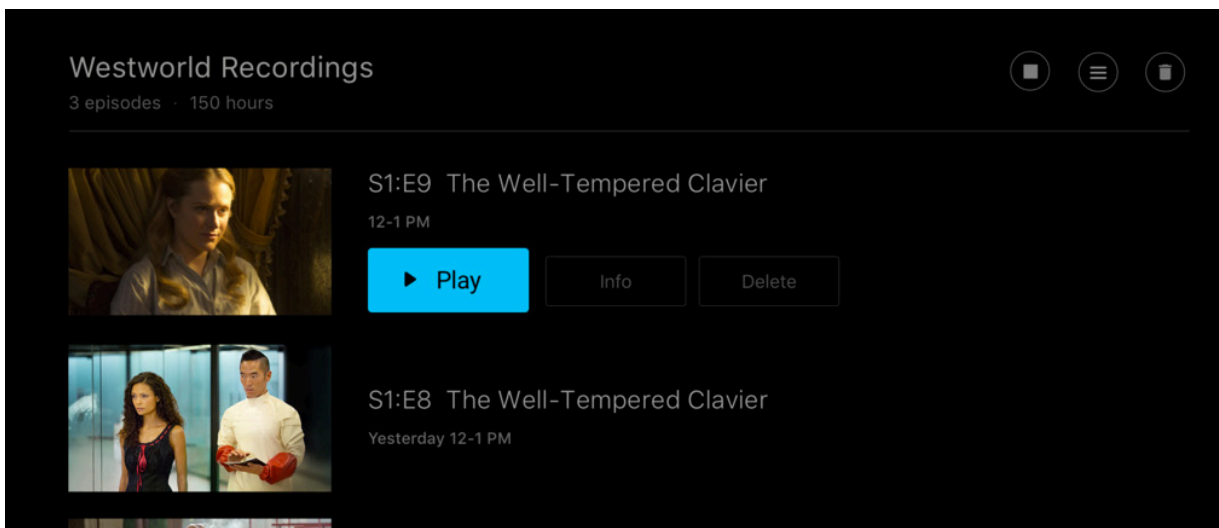 Westworld Recordings
3 episodes · 150 hours
S1:E9 The Well-Tempered Clavier
12-1 PM
Play
Info
Delete
S1:E8 The Well-Tempered Clavier
Yesterday 12-1 PM